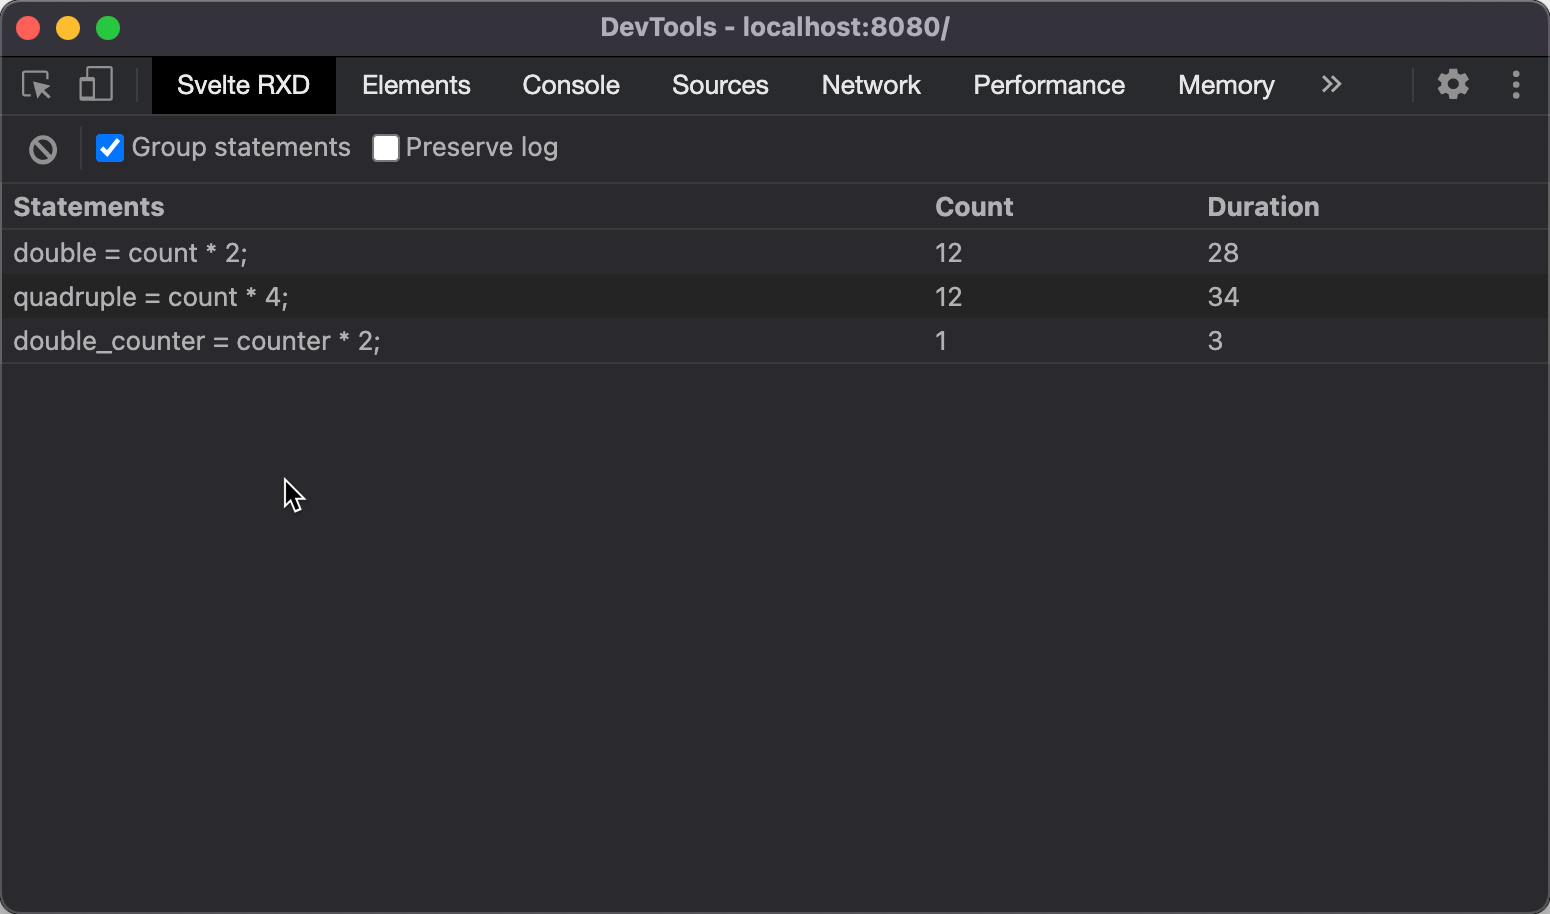 DevTools - localhost:8080/
Svelte RXD Elements Console Sources Network Performance Memory
Group statements Preserve log
Statements Count Duration
double = count * 2; 12 28
quadruple = count * 4; 12 34
double_counter = counter * 2; 1 3